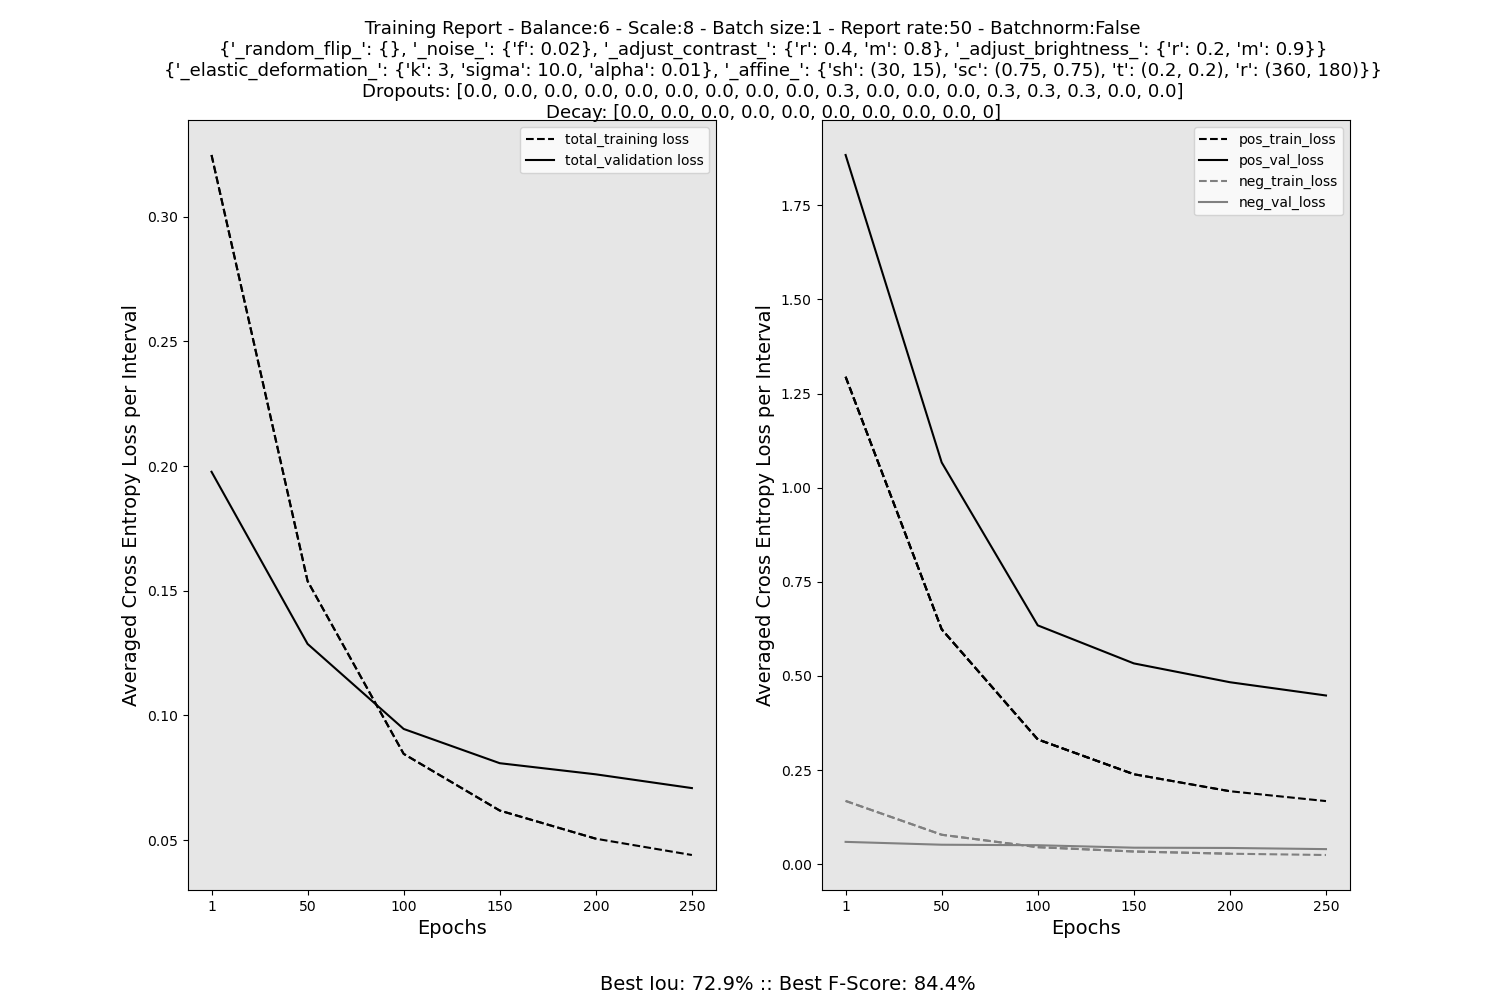 Training Report - Balance:6 - Scale:8 - Batch size:1 - Report rate:50 - Batchnorm:False
{'_random_flip_': {}, '_noise_': {'f': 0.02}, '_adjust_contrast_': {'r': 0.4, 'm': 0.8}, '_adjust_brightness_': {'r': 0.2, 'm': 0.9}}
{'_elastic_deformation_': {'k': 3, 'sigma': 10.0, 'alpha': 0.01}, '_affine_': {'sh': (30, 15), 'sc': (0.75, 0.75), 't': (0.2, 0.2), 'r': (360, 180)}}
Dropouts: [0.0, 0.0, 0.0, 0.0, 0.0, 0.0, 0.0, 0.0, 0.0, 0.3, 0.0, 0.0, 0.0, 0.3, 0.3, 0.3, 0.0, 0.0]
Decay: [0.0, 0.0, 0.0, 0.0, 0.0, 0.0, 0.0, 0.0, 0.0, 0]
total_training loss
total_validation loss
Averaged Cross Entropy Loss per Interval
0.30
0.25
0.20
0.15
0.10
0.05
1 50 100 150 200 250
Epochs
pos_train_loss
pos_val_loss
neg_train_loss
neg_val_loss
Averaged Cross Entropy Loss per Interval
1.75
1.50
1.25
1.00
0.75
0.50
0.25
0.00
1 50 100 150 200 250
Epochs
Best Iou: 72.9% :: Best F-Score: 84.4%